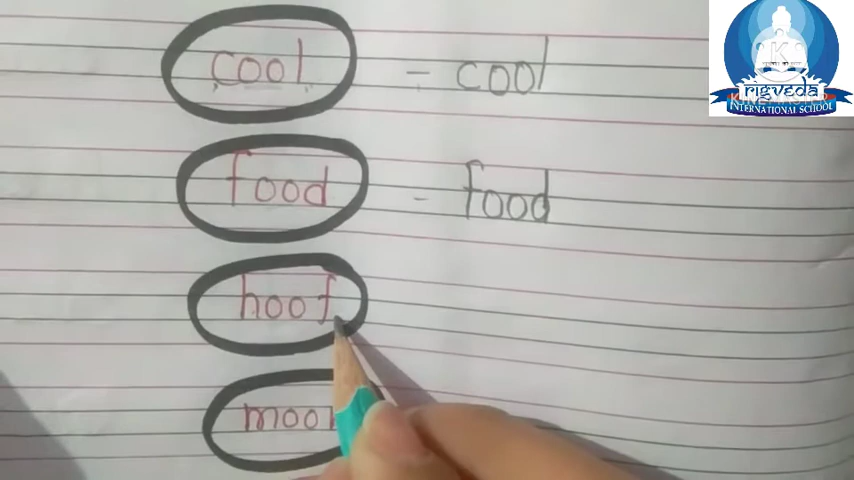 cool - cool
food - food
hoof
rigveda
INTERNATIONAL SCHOOL